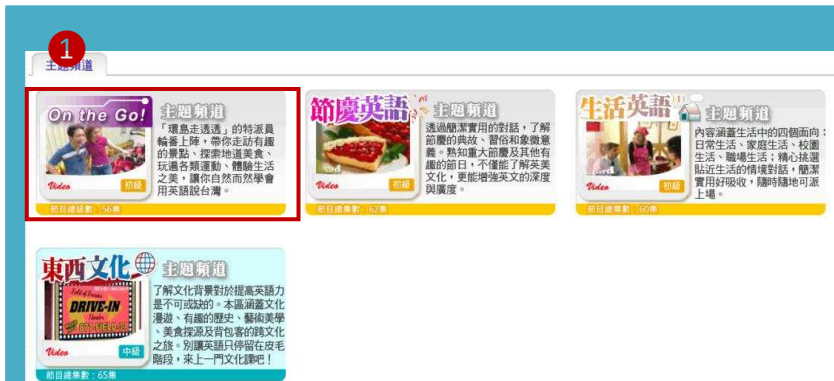 1
主題頻道
On the Go!
主題頻道
「環島走透透」的特派員
輪番上陣，帶你走訪有趣
的景點、探索地道美食、
玩遍各類運動、體驗生活
之美，讓你自然而然學會
用英語說台灣。
Video
初級
節目總級數：56集
節慶英語
主題頻道
透過簡潔實用的對話，了解
節慶的典故、習俗和象徵意
義。熟知重大節慶及其他有
趣的節日，不僅能了解英美
文化，更能增強英文的深度
與廣度。
Video
初級
節目總集數：62集
生活英語(1)
主題頻道
內容涵蓋生活中的四個面向：
日常生活、家庭生活、校園
生活、職場生活；精心挑選
貼近生活的情境對話，簡潔
實用好吸收，隨時隨地可派
上場。
Video
初級
節目總集數：60集
東西文化
主題頻道
了解文化背景對於提高英語力
是不可或缺的。本區涵蓋文化
漫遊、有趣的歷史、藝術美學
、美食探源及背包客的跨文化
之旅。別讓英語只停留在皮毛
階段，來上一門文化課吧！
DRIVE-IN
Video
中級
節目總集數：65集